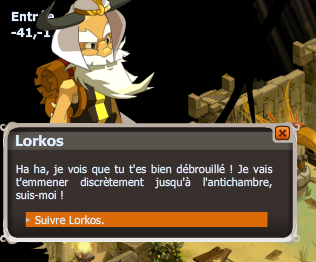 Entrée
-41,-1
Lorkos
Ha ha, je vois que tu t'es bien débrouillé ! Je vais
t'emmener discrètement jusqu'à l'antichambre,
suis-moi !
Suivre Lorkos.